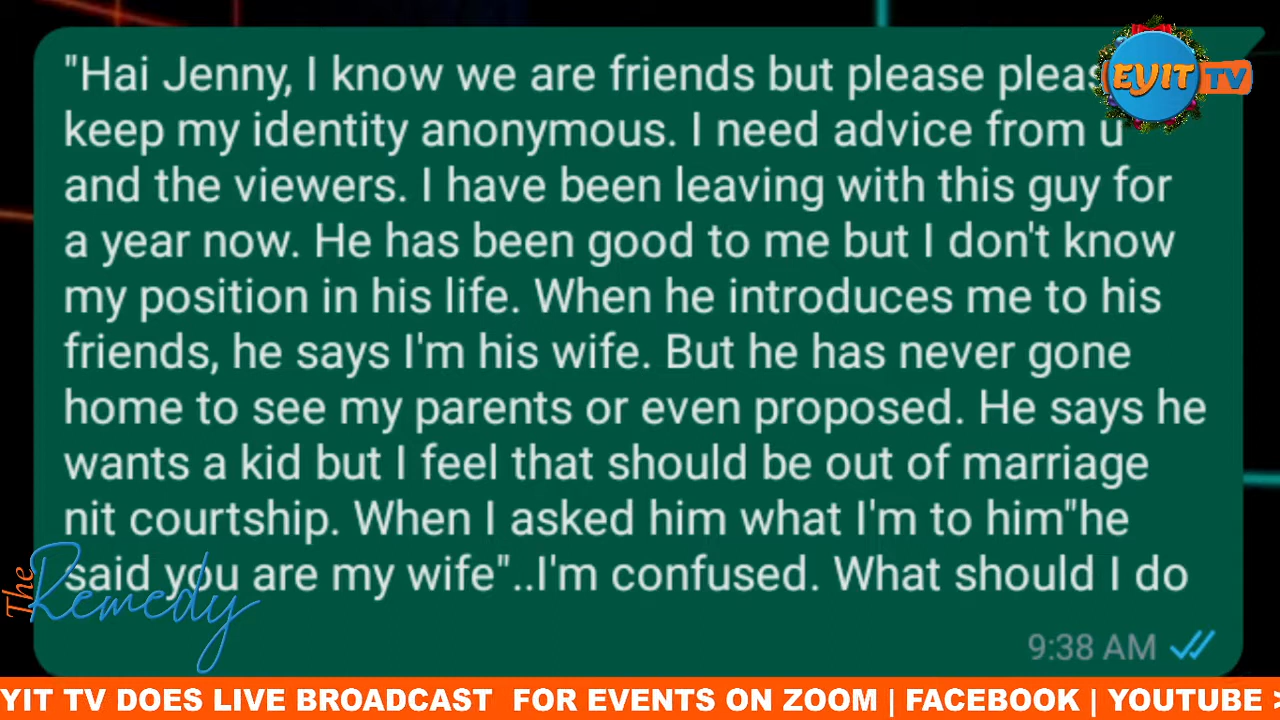 "Hai Jenny, I know we are friends but please
keep my identity anonymous. I need advice from u
and the viewers. I have been leaving with this guy for
a year now. He has been good to me but I don't know
my position in his life. When he introduces me to his
friends, he says I'm his wife. But he has never gone
home to see my parents or even proposed. He says he
wants a kid but I feel that should be out of marriage
nit courtship. When I asked him what I'm to him"he
said you are my wife"..I'm confused. What should I do
9:38 AM
EYIT TV
The Remedy
YIT TV DOES LIVE BROADCAST FOR EVENTS ON ZOOM | FACEBOOK | YOUTUBE